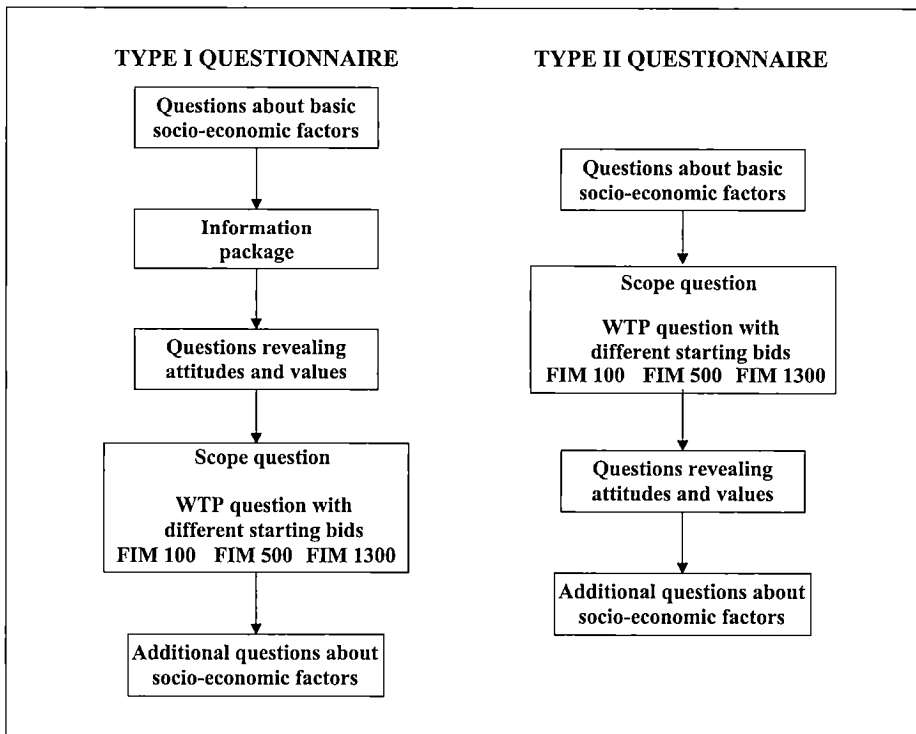 TYPE I QUESTIONNAIRE
Questions about basic
socio-economic factors
Information
package
Questions revealing
attitudes and values
Scope question
WTP question with
different starting bids
FIM 100 FIM 500 FIM 1300
Additional questions about
socio-economic factors
TYPE II QUESTIONNAIRE
Questions about basic
socio-economic factors
Scope question
WTP question with
different starting bids
FIM 100 FIM 500 FIM 1300
Questions revealing
attitudes and values
Additional questions about
socio-economic factors